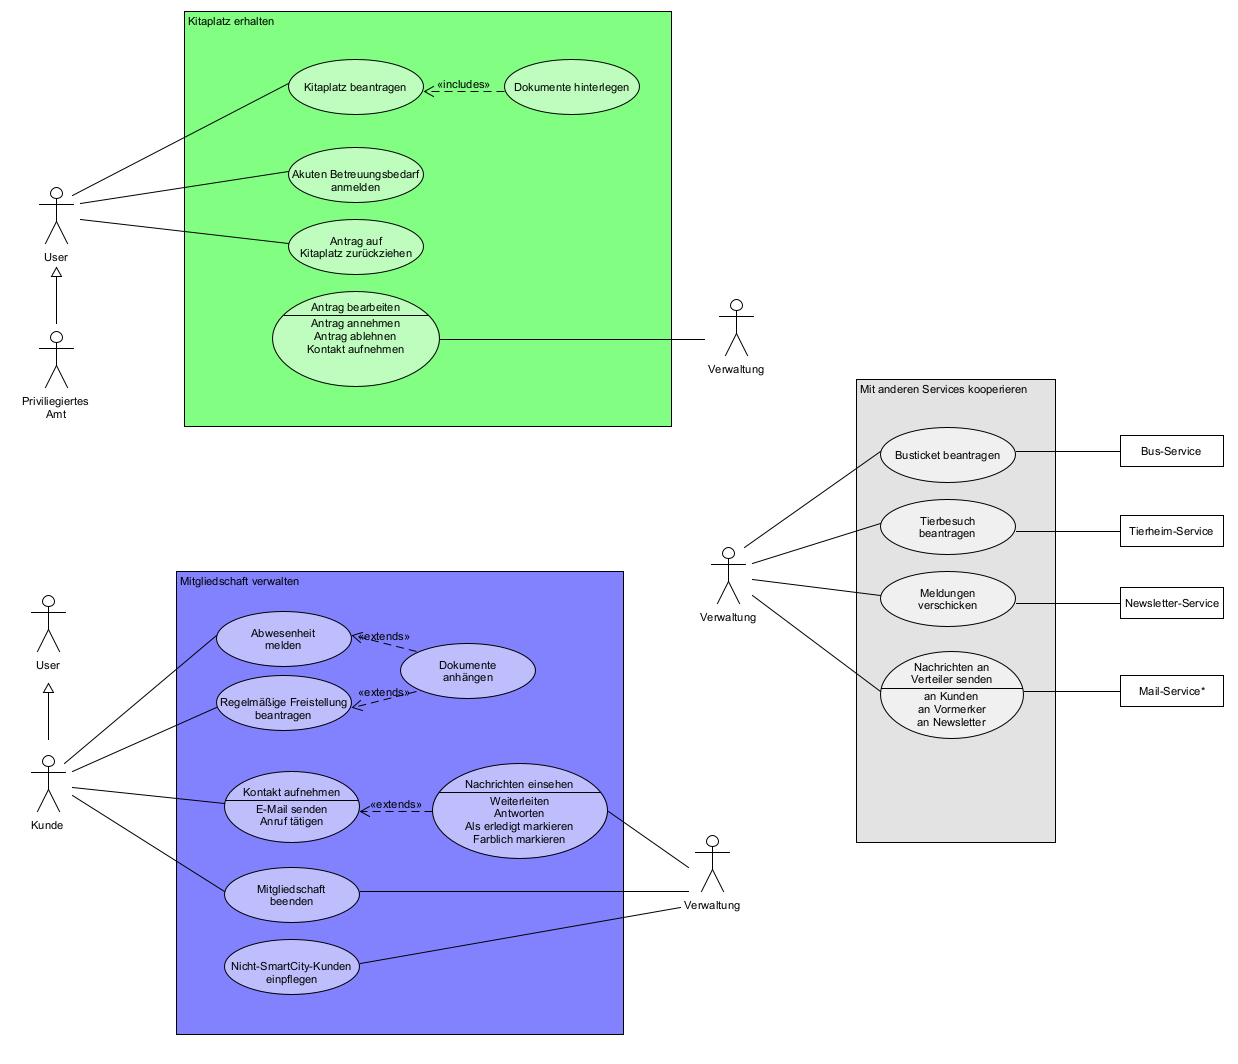 Kitaplatz erhalten
Kitaplatz beantragen
«includes»
Dokumente hinterlegen
Akuten Betreuungsbedarf
anmelden
Antrag auf
Kitaplatz zurückziehen
User
Antrag bearbeiten
Antrag annehmen
Antrag ablehnen
Kontakt aufnehmen
Priviliegiertes
Amt
Verwaltung
Mit anderen Services kooperieren
Busticket beantragen
Bus-Service
Tierbesuch
beantragen
Tierheim-Service
Meldungen
verschicken
Newsletter-Service
Verwaltung
Nachrichten an
Verteiler senden
an Kunden
an Vormerker
an Newsletter
Mail-Service*
Mitgliedschaft verwalten
User
Abwesenheit
melden
«extends»
Dokumente
anhängen
Regelmäßige Freistellung
beantragen
«extends»
Kunde
Kontakt aufnehmen
E-Mail senden
Anruf tätigen
«extends»
Nachrichten einsehen
Weiterleiten
Antworten
Als erledigt markieren
Farblich markieren
Mitgliedschaft
beenden
Verwaltung
Nicht-SmartCity-Kunden
einpflegen